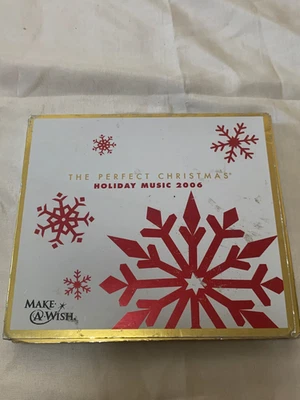 THE PERFECT CHRISTMAS®
HOLIDAY MUSIC 2006
MAKE
A WISH®